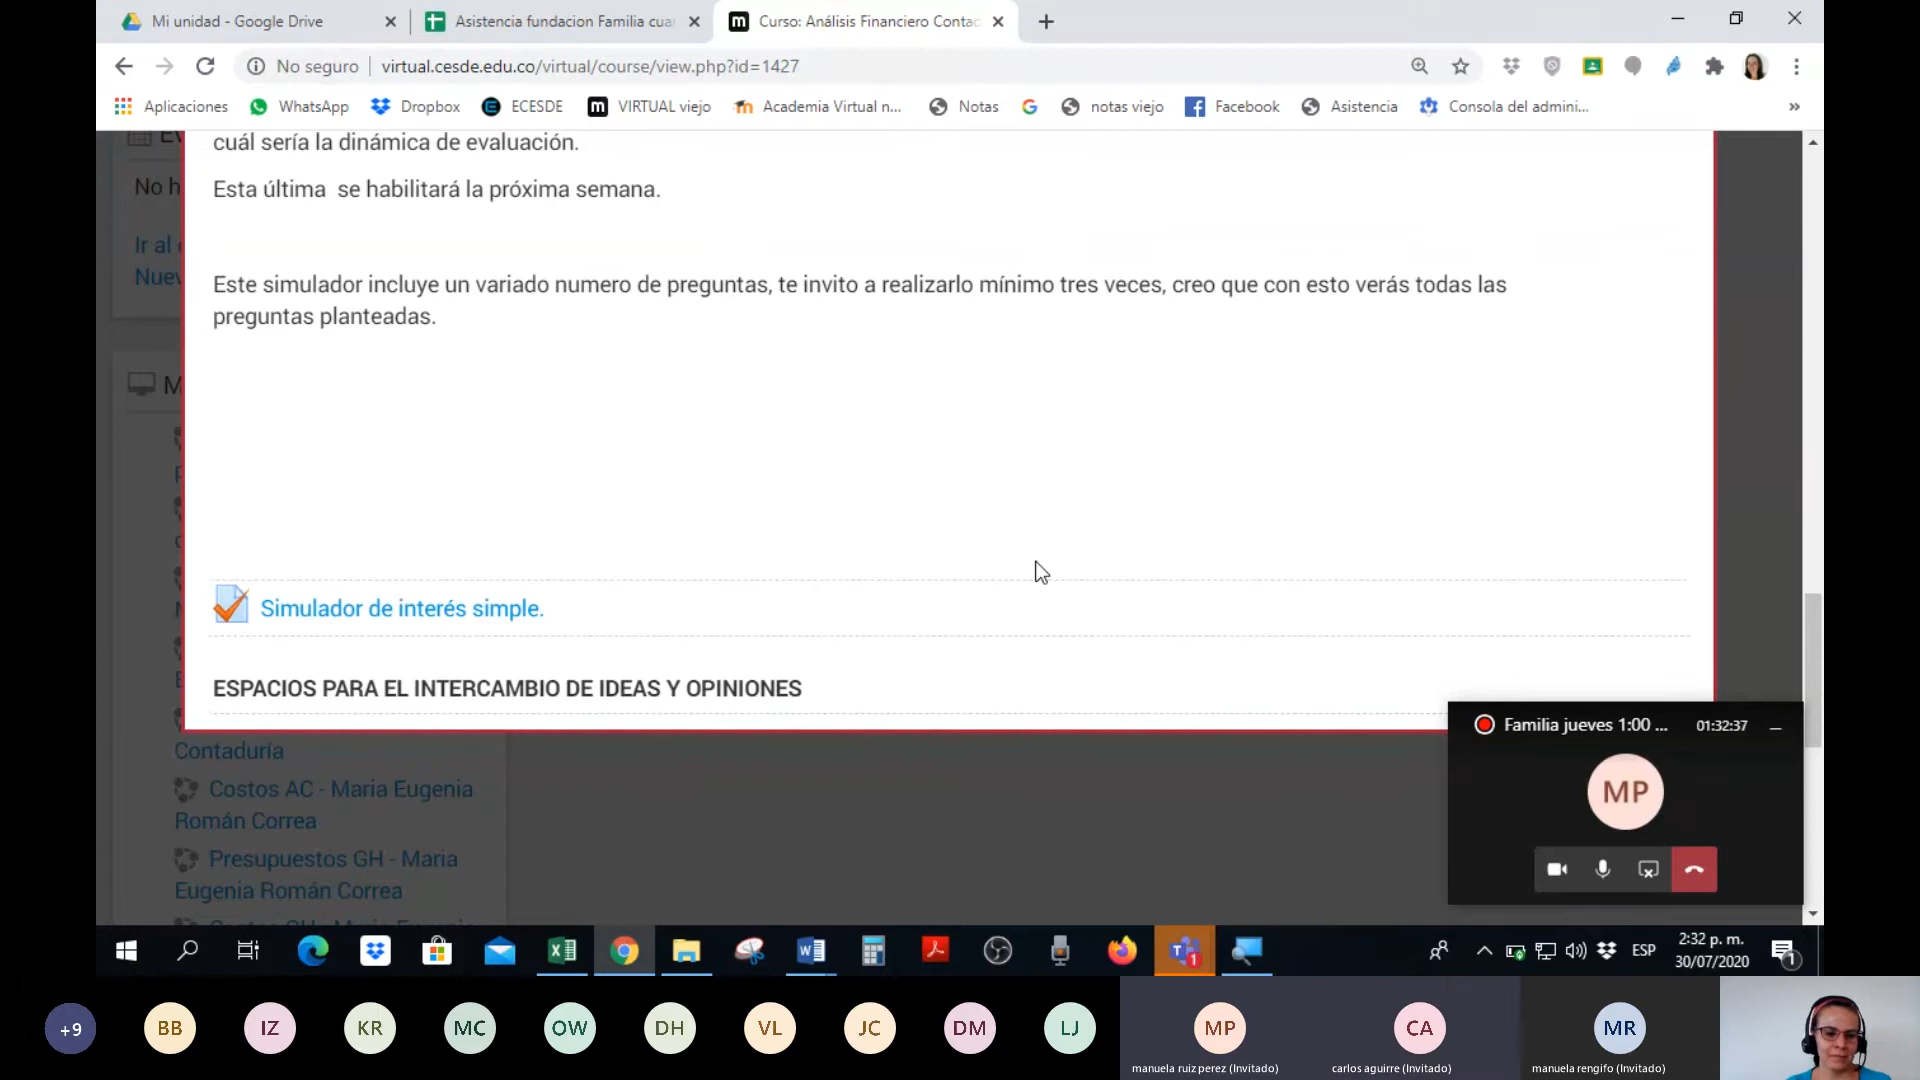 Mi unidad - Google Drive
Asistencia fundacion Familia cua
Curso: Análisis Financiero Contac
No seguro
virtual.cesde.edu.co/virtual/course/view.php?id=1427
Aplicaciones
WhatsApp
Dropbox
ECESDE
VIRTUAL viejo
Academia Virtual n...
Notas
notas viejo
Facebook
Asistencia
Consola del admini...
»
cuál sería la dinámica de evaluación.
Esta última se habilitará la próxima semana.
No h
Ir al
Nuev
Este simulador incluye un variado numero de preguntas, te invito a realizarlo mínimo tres veces, creo que con esto verás todas las
preguntas planteadas.
M
Simulador de interés simple.
ESPACIOS PARA EL INTERCAMBIO DE IDEAS Y OPINIONES
Familia jueves 1:00 ...
01:32:37
MP
Contaduría
Costos AC - Maria Eugenia
Román Correa
Presupuestos GH - Maria
Eugenia Román Correa
ESP
2:32 p. m.
30/07/2020
1
1
+9
BB
IZ
KR
MC
OW
DH
VL
JC
DM
LJ
MP
CA
MR
manuela ruiz perez (Invitado)
carlos aguirre (Invitado)
manuela rengifo (Invitado)